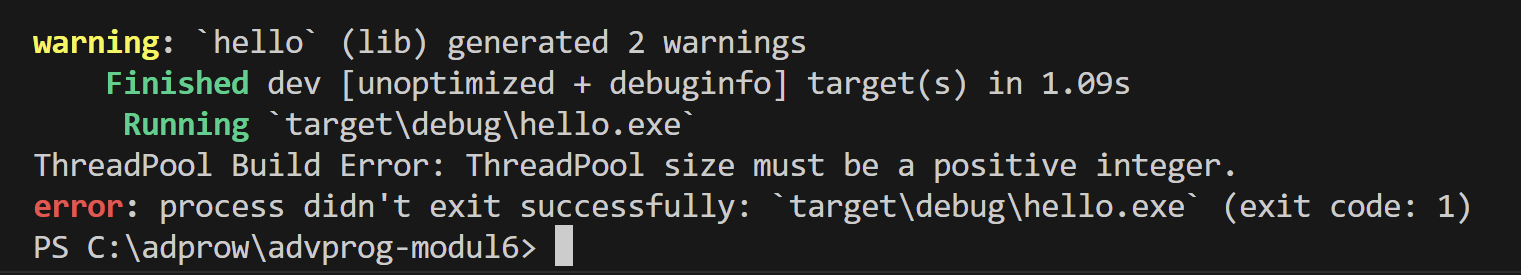 warning: `hello` (lib) generated 2 warnings
    Finished dev [unoptimized + debuginfo] target(s) in 1.09s
     Running `target\debug\hello.exe`
ThreadPool Build Error: ThreadPool size must be a positive integer.
error: process didn't exit successfully: `target\debug\hello.exe` (exit code: 1)
PS C:\adprow\advprog-modul6>